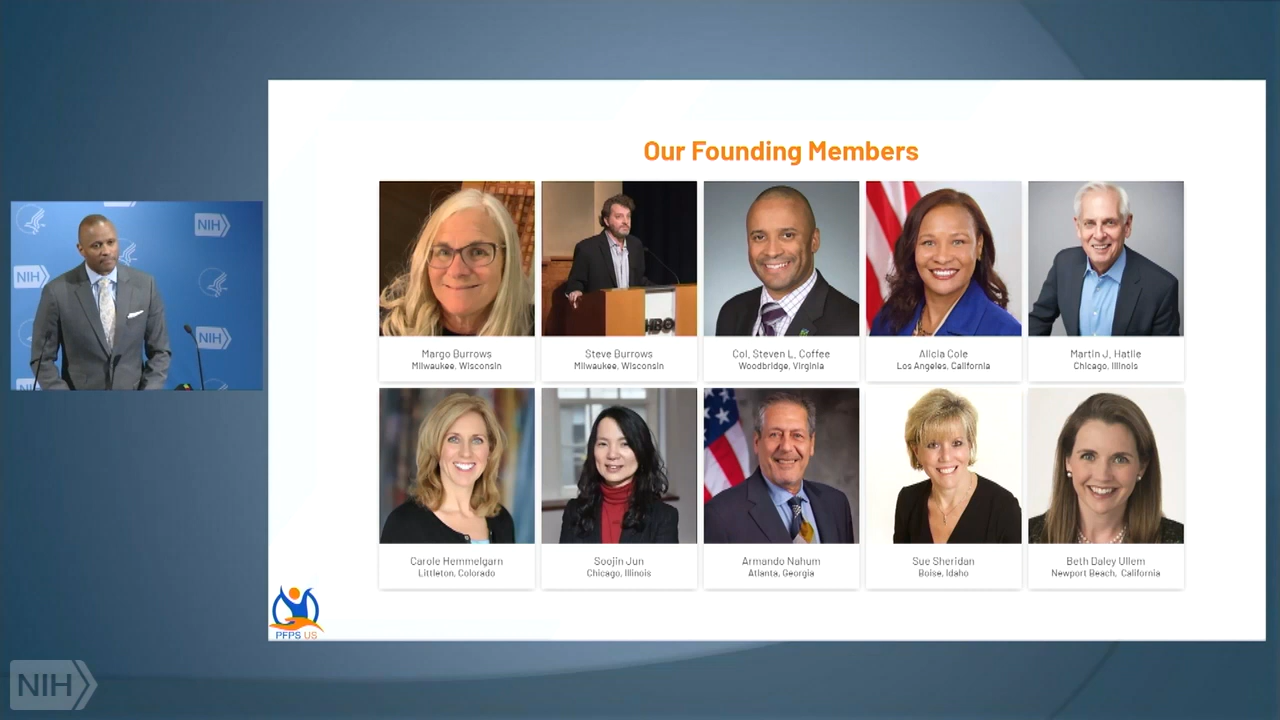 Our Founding Members
Margo Burrows
Milwaukee, Wisconsin
Steve Burrows
Milwaukee, Wisconsin
Col. Steven L. Coffee
Woodbridge, Virginia
Alicia Cole
Los Angeles, California
Martin J. Hatlie
Chicago, Illinois
HBO
Carole Hemmelgarn
Littleton, Colorado
Soojin Jun
Chicago, Illinois
Armando Nahum
Atlanta, Georgia
Sue Sheridan
Boise, Idaho
Beth Daley Ullem
Newport Beach, California
PFPS US
NIH
NIH
NIH
NIH
NIH